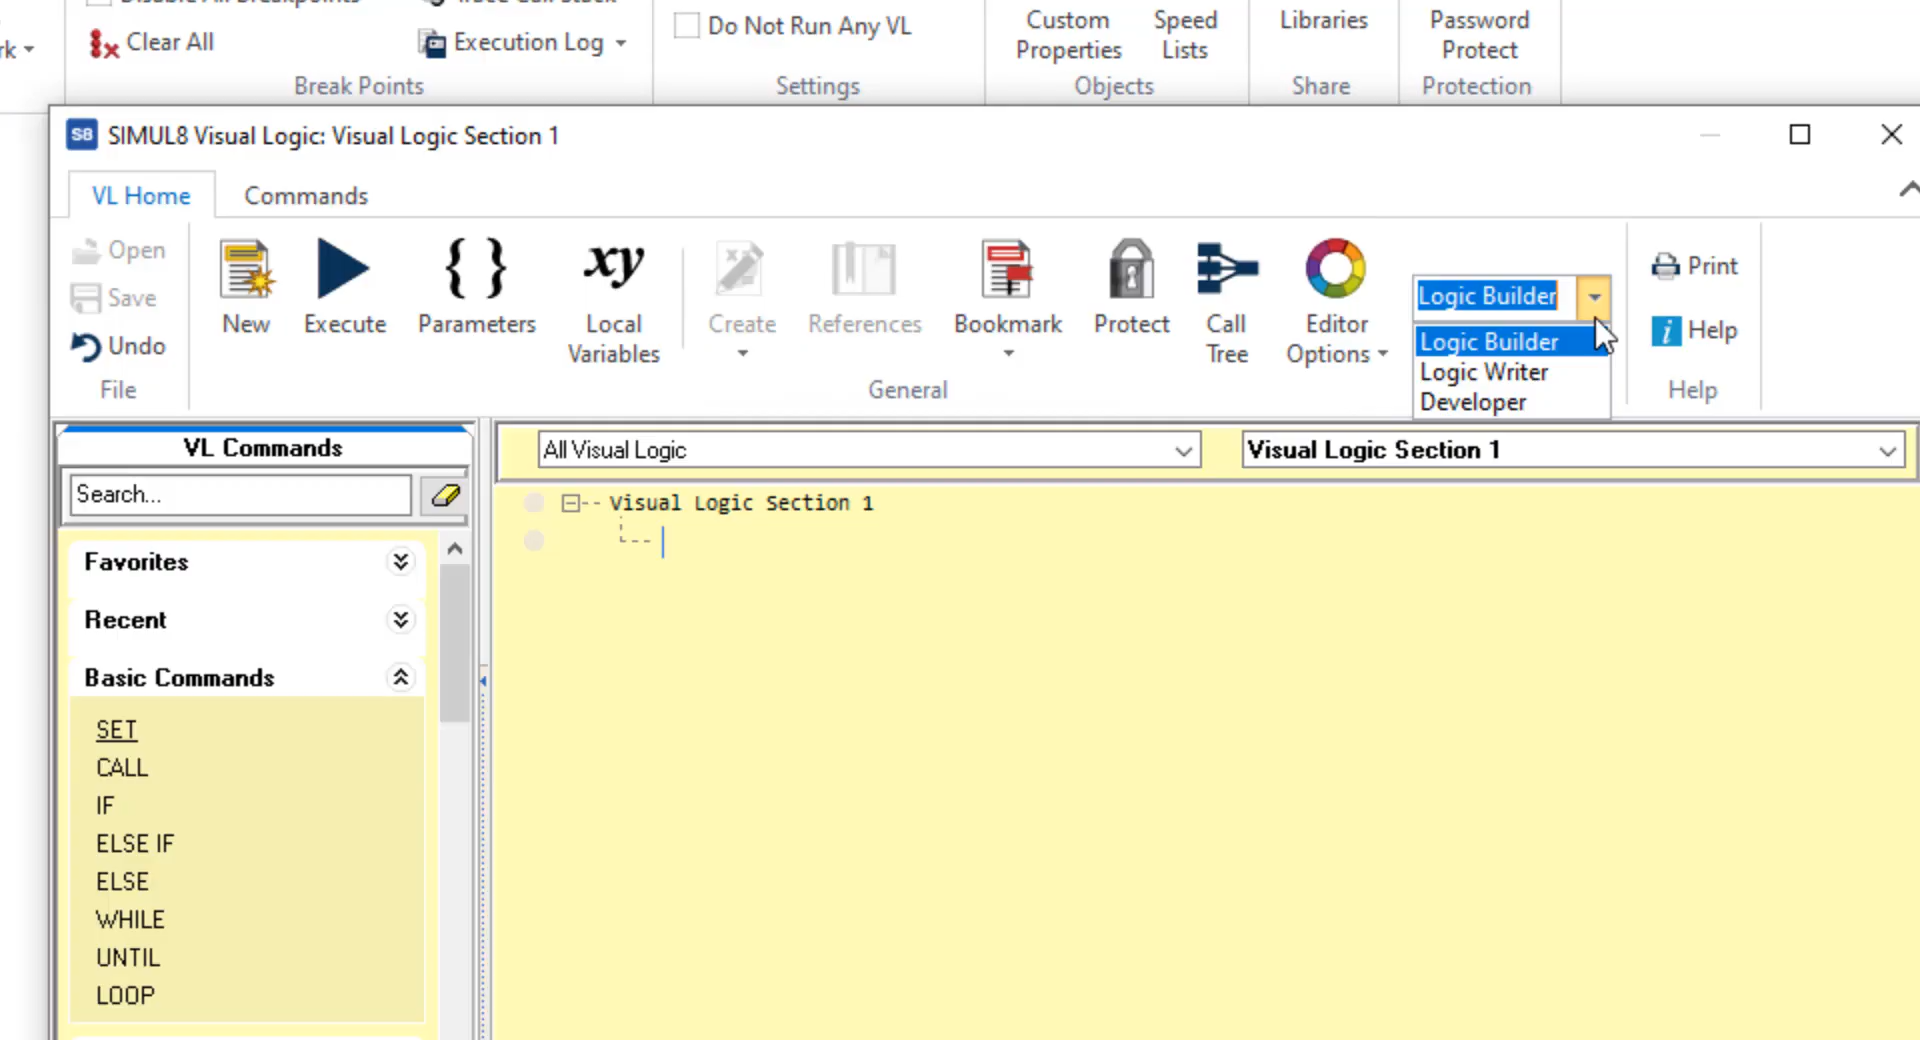 Clear All
Execution Log
Do Not Run Any VL
Custom Properties
Speed Lists
Libraries
Password Protect
Break Points
Settings
Objects
Share
Protection
S8 SIMUL8 Visual Logic: Visual Logic Section 1
VL Home
Commands
Open
Save
Undo
File
New
Execute
{ } Parameters
xy Local Variables
Create
References
Bookmark
Protect
Call Tree
Editor Options
General
Logic Builder
Logic Builder
Logic Writer
Developer
Print
Help
Help
VL Commands
Search...
Favorites
Recent
Basic Commands
SET
CALL
IF
ELSE IF
ELSE
WHILE
UNTIL
LOOP
All Visual Logic
Visual Logic Section 1
Visual Logic Section 1